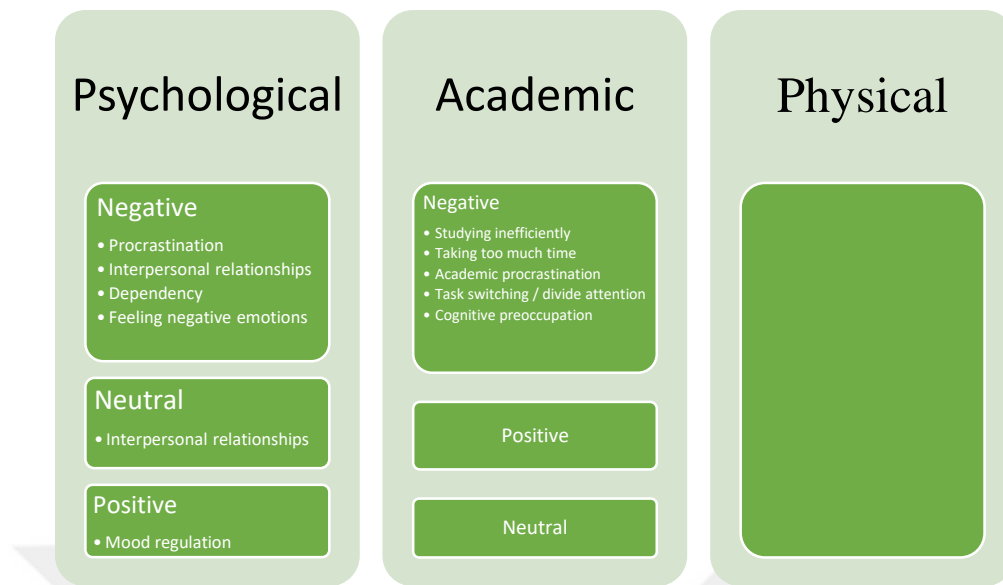 Psychological
Negative
• Procrastination
• Interpersonal relationships
• Dependency
• Feeling negative emotions
Neutral
• Interpersonal relationships
Positive
• Mood regulation
Academic
Negative
• Studying inefficiently
• Taking too much time
• Academic procrastination
• Task switching / divide attention
• Cognitive preoccupation
Positive
Neutral
Physical